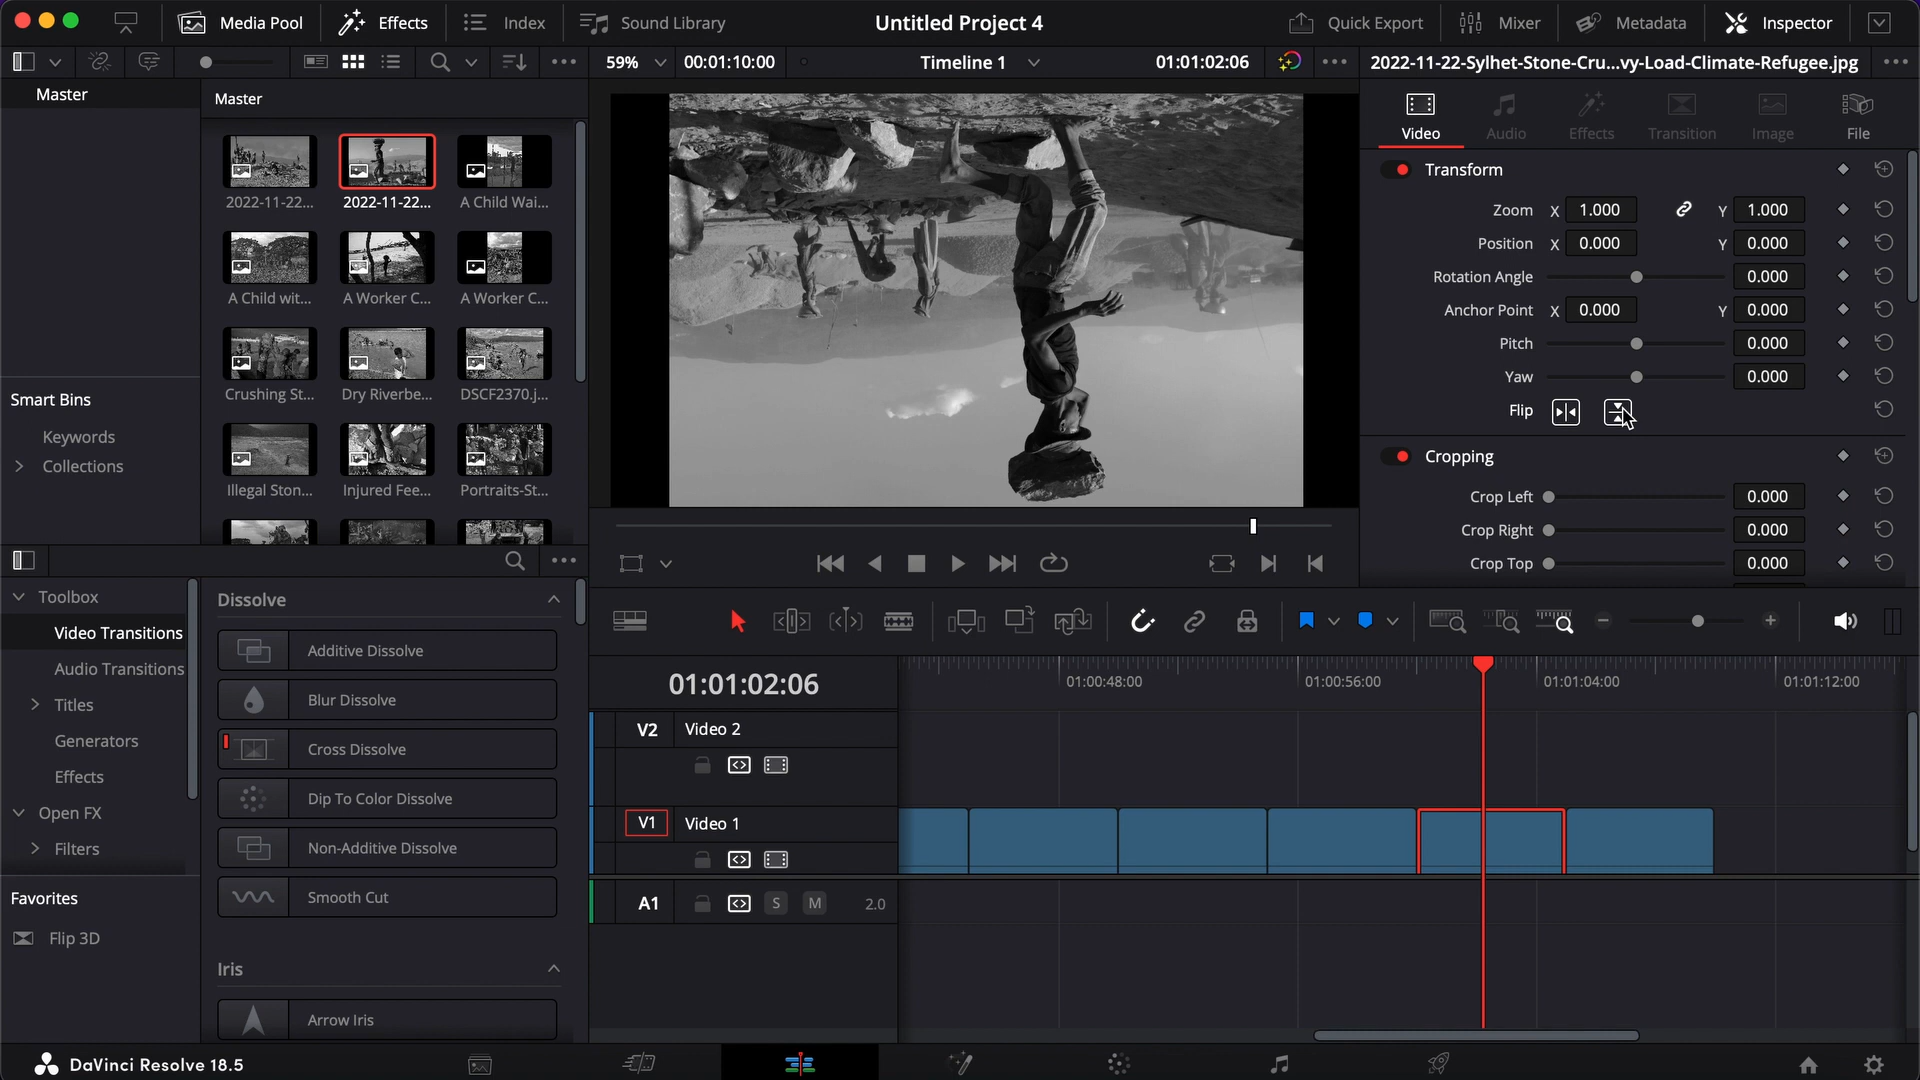 Media Pool
Effects
Index
Sound Library
Untitled Project 4
Quick Export
Mixer
Metadata
Inspector
59%
00:01:10:00
Timeline 1
01:01:02:06
2022-11-22-Sylhet-Stone-Cru...vy-Load-Climate-Refugee.jpg
Master
Master
2022-11-22...
2022-11-22...
A Child Wai...
A Child wit...
A Worker C...
A Worker C...
Crushing St...
Dry Riverbe...
DSCF2370.j...
Illegal Ston...
Injured Fee...
Portraits-St...
Smart Bins
Keywords
Collections
Video
Audio
Effects
Transition
Image
File
Transform
Zoom X 1.000 Y 1.000
Position X 0.000 Y 0.000
Rotation Angle 0.000
Anchor Point X 0.000 Y 0.000
Pitch 0.000
Yaw 0.000
Flip
Cropping
Crop Left 0.000
Crop Right 0.000
Crop Top 0.000
Toolbox
Video Transitions
Audio Transitions
Titles
Generators
Effects
Open FX
Filters
Favorites
Flip 3D
Dissolve
Additive Dissolve
Blur Dissolve
Cross Dissolve
Dip To Color Dissolve
Non-Additive Dissolve
Smooth Cut
Iris
Arrow Iris
01:01:02:06
01:00:48:00
01:00:56:00
01:01:04:00
01:01:12:00
V2 Video 2
V1 Video 1
A1 S M 2.0
DaVinci Resolve 18.5